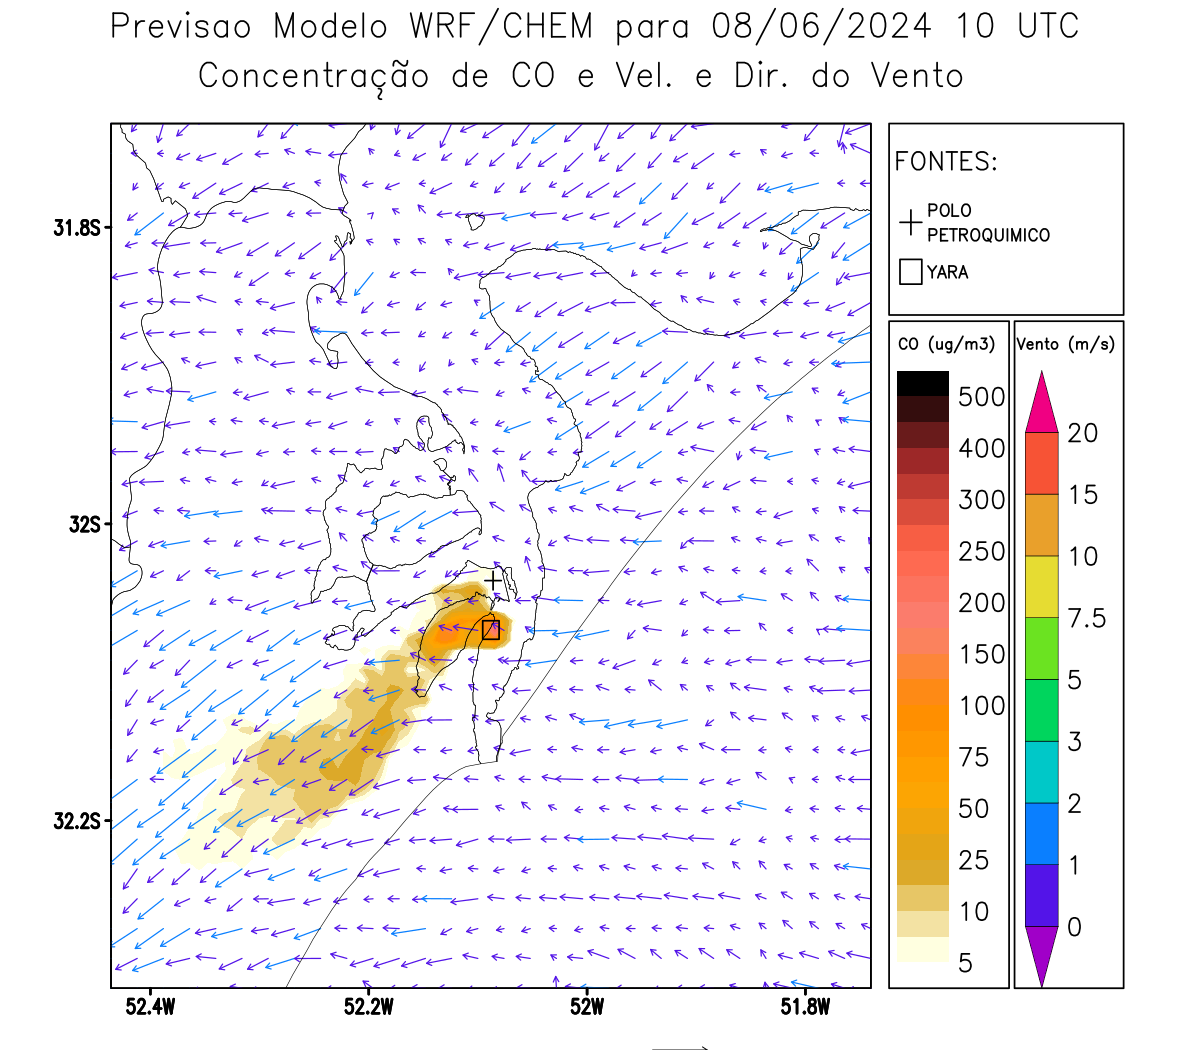 Previsao Modelo WRF/CHEM para 08/06/2024 10 UTC
Concentração de CO e Vel. e Dir. do Vento
FONTES:
POLO
PETROQUIMICO
YARA
CO (ug/m3)
500
400
300
250
200
150
100
75
50
25
10
5
Vento (m/s)
20
15
10
7.5
5
3
2
1
0
31.8S
32S
32.2S
52.4W
52.2W
52W
51.8W